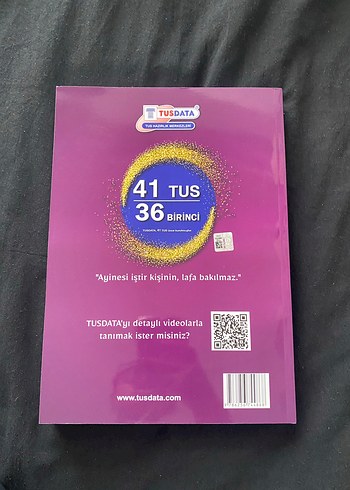 TUSDATA
TUS HAZIRLIK MERKEZLERİ
41 TUS
36 BİRİNCİ
"Ayinesi iştir kişinin, lafa bakılmaz."
TUSDATA'yı detaylı videolarla
tanımak ister misiniz?
www.tusdata.com